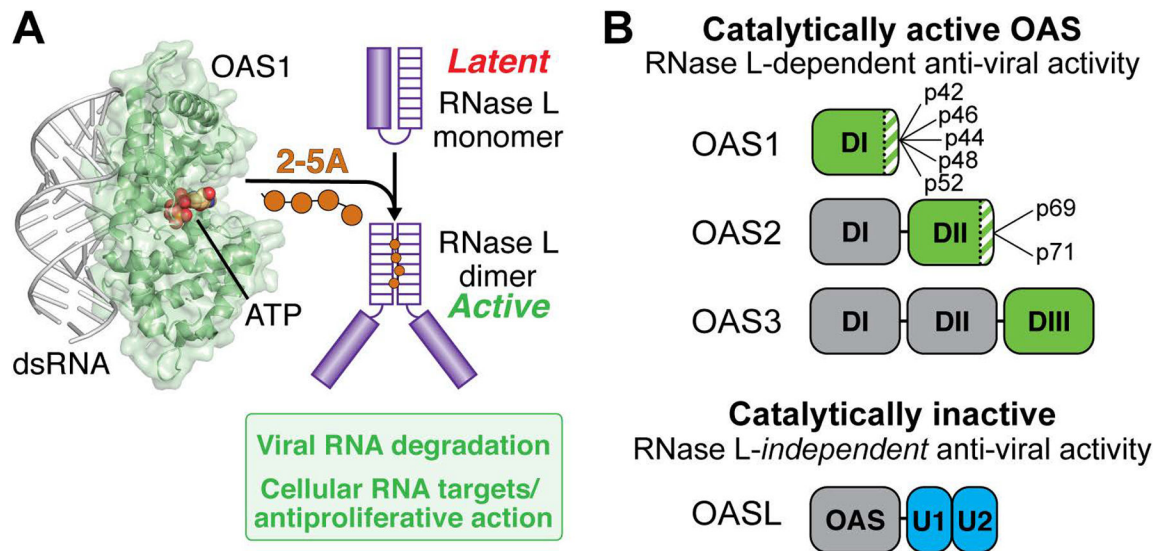 A
OAS1
Latent
RNase L
monomer
2-5A
RNase L
dimer
Active
ATP
dsRNA
Viral RNA degradation
Cellular RNA targets/
antiproliferative action
B
Catalytically active OAS
RNase L-dependent anti-viral activity
OAS1
DI
p42
p46
p44
p48
p52
OAS2
DI
DII
p69
p71
OAS3
DI
DII
DIII
Catalytically inactive
RNase L-independent anti-viral activity
OASL
OAS
U1
U2